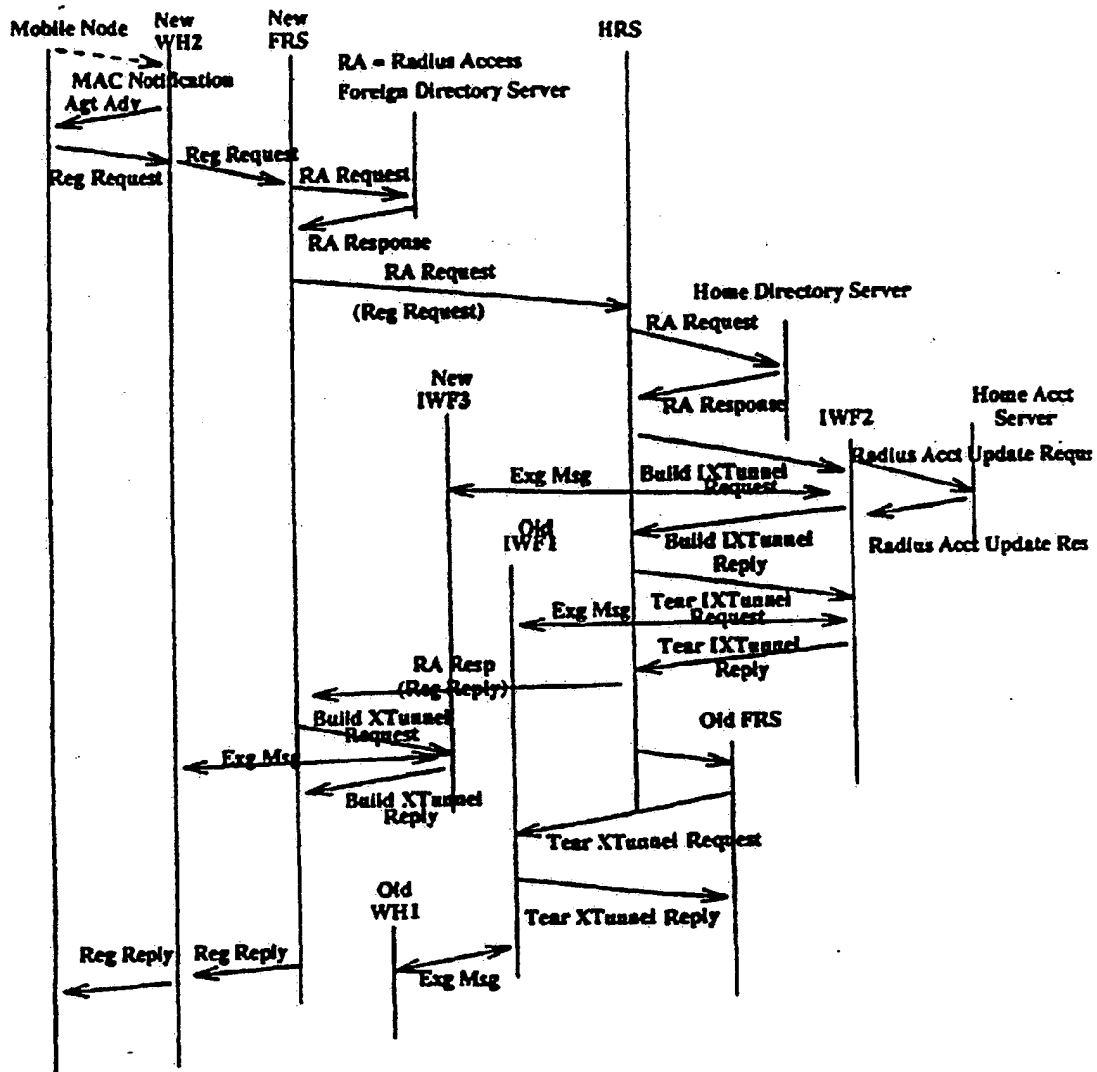 Mobile Node
New
WH2
New
FRS
HRS
RA = Radius Access
Foreign Directory Server
MAC Notification
Agt Adv
Reg Request
Reg Request
RA Request
RA Response
RA Request
(Reg Request)
Home Directory Server
RA Request
RA Response
New
IWF3
IWF2
Home Acct
Server
Radius Acct Update Reque
Exg Msg
Build IXTunnel
Request
Old
IWF1
Build IXTunnel
Reply
Radius Acct Update Res
Exg Msg
Tear IXTunnel
Request
Tear IXTunnel
Reply
RA Resp
(Reg Reply)
Build XTunnel
Request
Old FRS
Exg Msg
Build XTunnel
Reply
Tear XTunnel Request
Old
WH1
Tear XTunnel Reply
Reg Reply
Reg Reply
Exg Msg